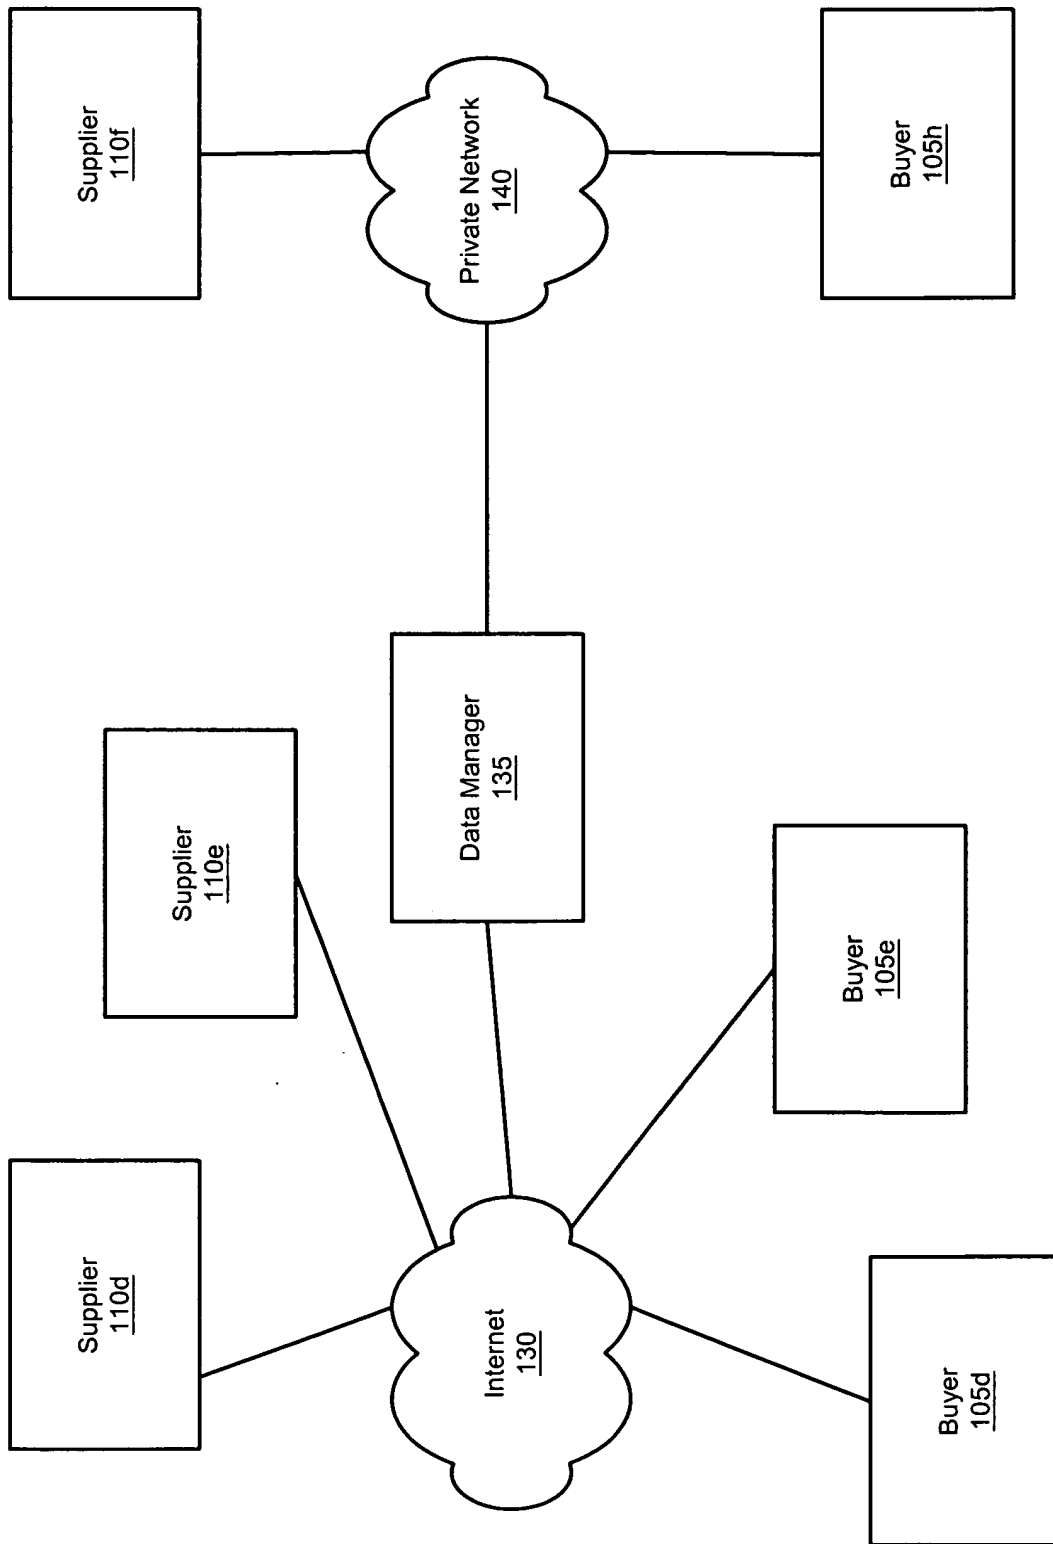 Supplier
110d
Supplier
110e
Supplier
110f
Internet
130
Data Manager
135
Private Network
140
Buyer
105d
Buyer
105e
Buyer
105h